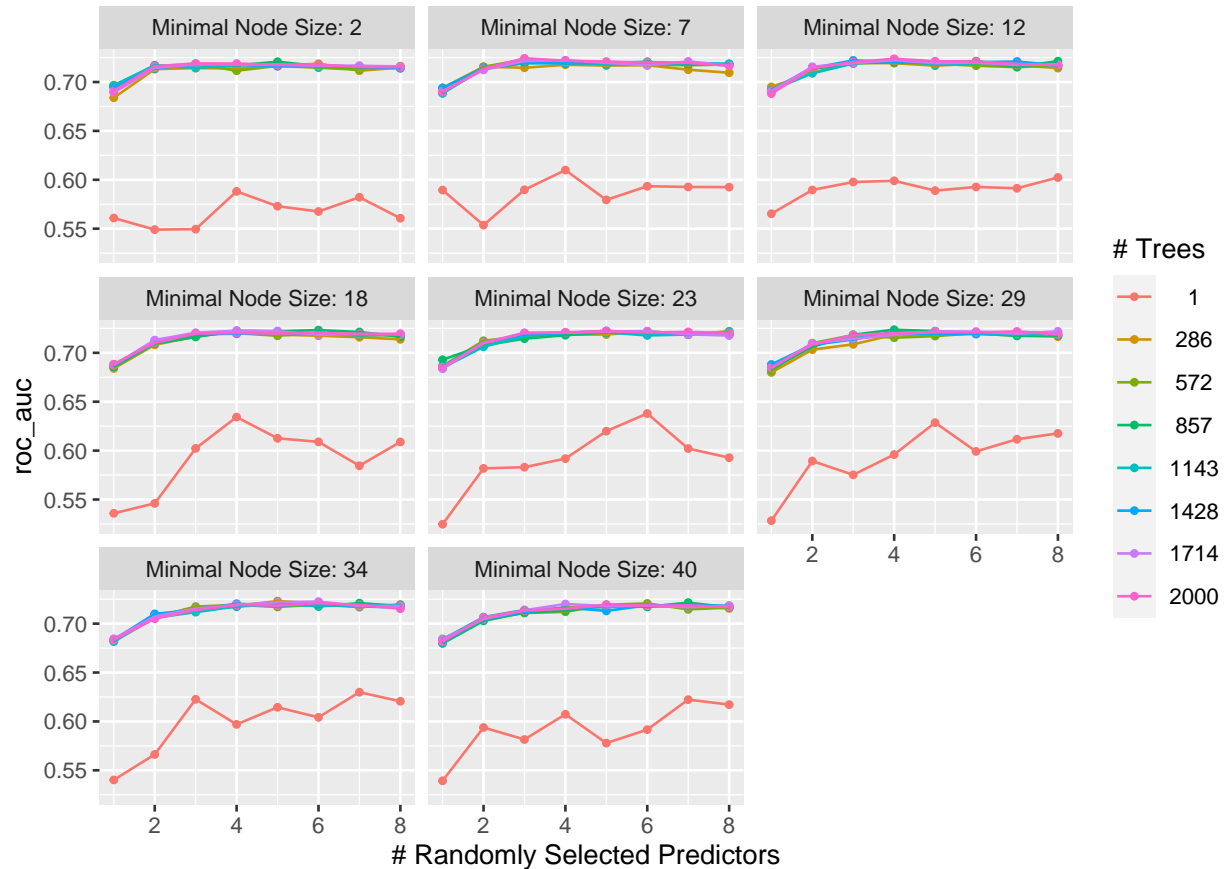 Minimal Node Size: 2
Minimal Node Size: 7
Minimal Node Size: 12
0.70
0.65
0.60
0.55
Minimal Node Size: 18
Minimal Node Size: 23
Minimal Node Size: 29
0.70
0.65
0.60
0.55
2 4 6 8
Minimal Node Size: 34
Minimal Node Size: 40
0.70
0.65
0.60
0.55
2 4 6 8
2 4 6 8
# Randomly Selected Predictors
roc_auc
# Trees
1
286
572
857
1143
1428
1714
2000